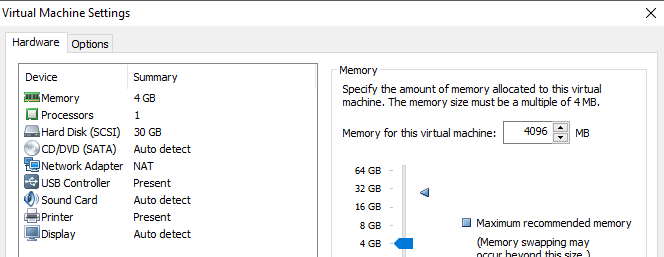 Virtual Machine Settings
Hardware Options
Device Summary
Memory 4 GB
Processors 1
Hard Disk (SCSI) 30 GB
CD/DVD (SATA) Auto detect
Network Adapter NAT
USB Controller Present
Sound Card Auto detect
Printer Present
Display Auto detect
Memory
Specify the amount of memory allocated to this virtual
machine. The memory size must be a multiple of 4 MB.
Memory for this virtual machine: 4096 MB
64 GB
32 GB
16 GB
8 GB
4 GB
Maximum recommended memory
(Memory swapping may
occur beyond this size.)